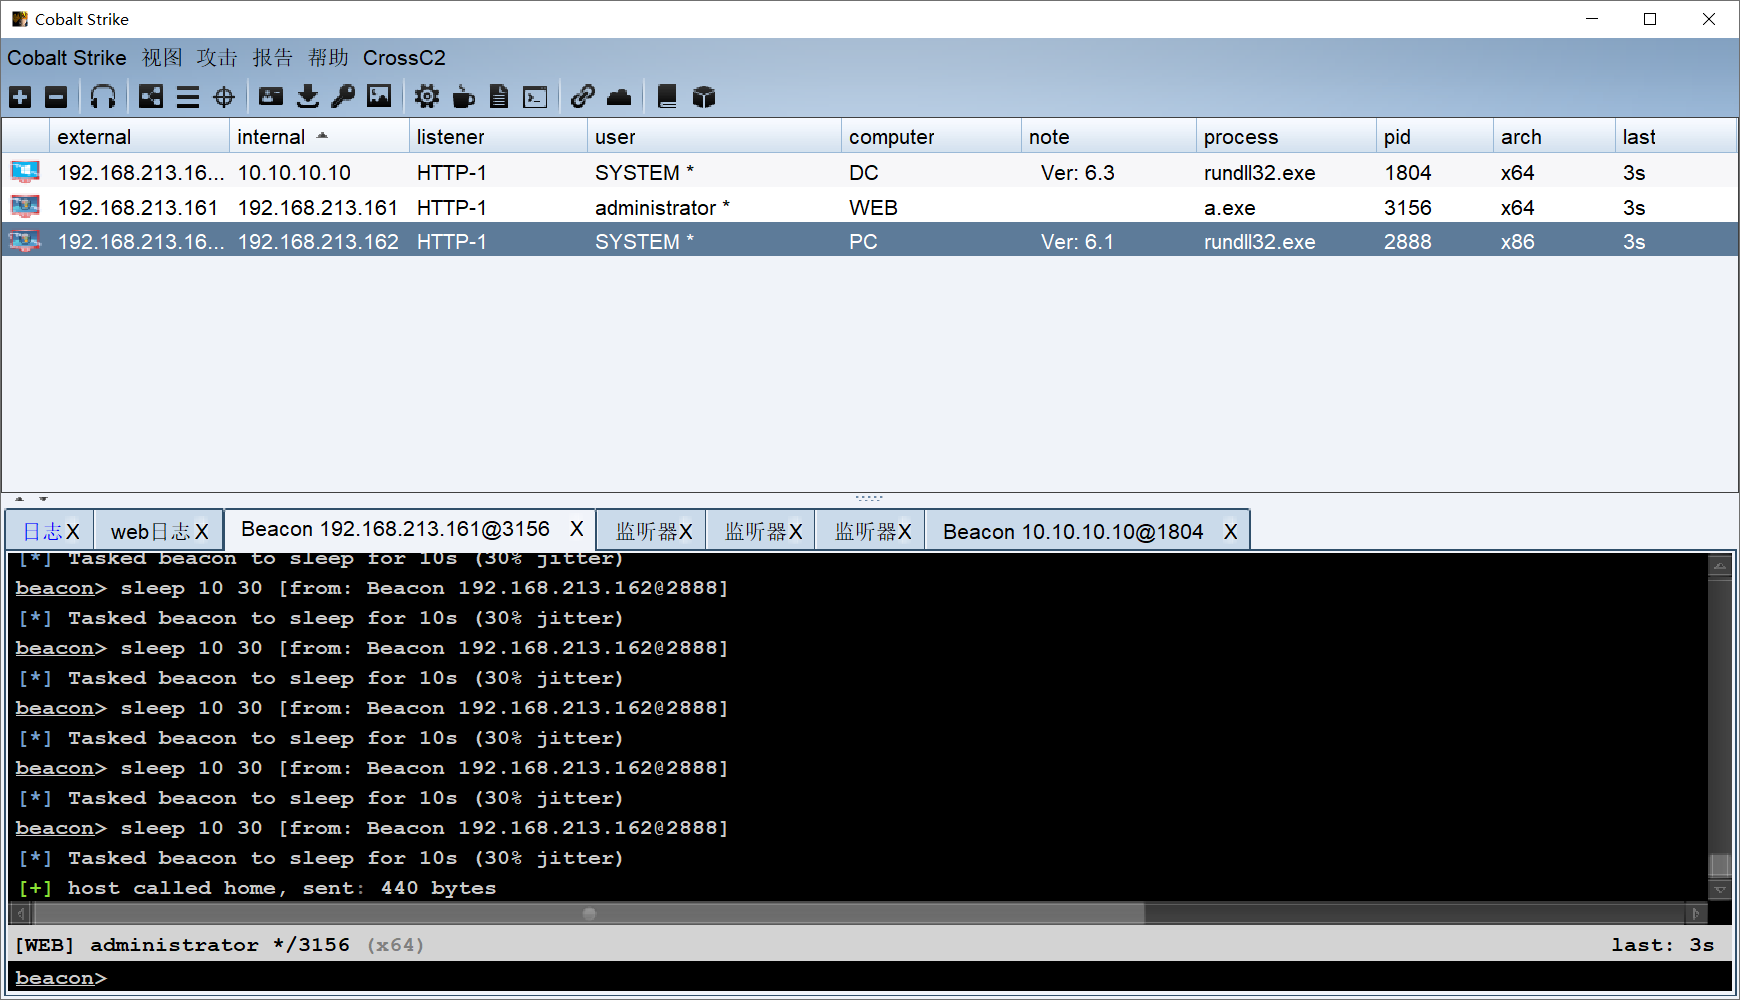 Cobalt Strike
Cobalt Strike 视图 攻击 报告 帮助 CrossC2
external internal listener user computer note process pid arch last
192.168.213.16... 10.10.10.10 HTTP-1 SYSTEM * DC Ver: 6.3 rundll32.exe 1804 x64 3s
192.168.213.161 192.168.213.161 HTTP-1 administrator * WEB a.exe 3156 x64 3s
192.168.213.16... 192.168.213.162 HTTP-1 SYSTEM * PC Ver: 6.1 rundll32.exe 2888 x86 3s
日志 X web日志 X Beacon 192.168.213.161@3156 X 监听器 X 监听器 X 监听器 X Beacon 10.10.10.10@1804 X
[*] Tasked beacon to sleep for 10s (30% jitter)
beacon> sleep 10 30 [from: Beacon 192.168.213.162@2888]
[*] Tasked beacon to sleep for 10s (30% jitter)
beacon> sleep 10 30 [from: Beacon 192.168.213.162@2888]
[*] Tasked beacon to sleep for 10s (30% jitter)
beacon> sleep 10 30 [from: Beacon 192.168.213.162@2888]
[*] Tasked beacon to sleep for 10s (30% jitter)
beacon> sleep 10 30 [from: Beacon 192.168.213.162@2888]
[*] Tasked beacon to sleep for 10s (30% jitter)
beacon> sleep 10 30 [from: Beacon 192.168.213.162@2888]
[*] Tasked beacon to sleep for 10s (30% jitter)
[+] host called home, sent: 440 bytes
[WEB] administrator */3156 (x64) last: 3s
beacon>